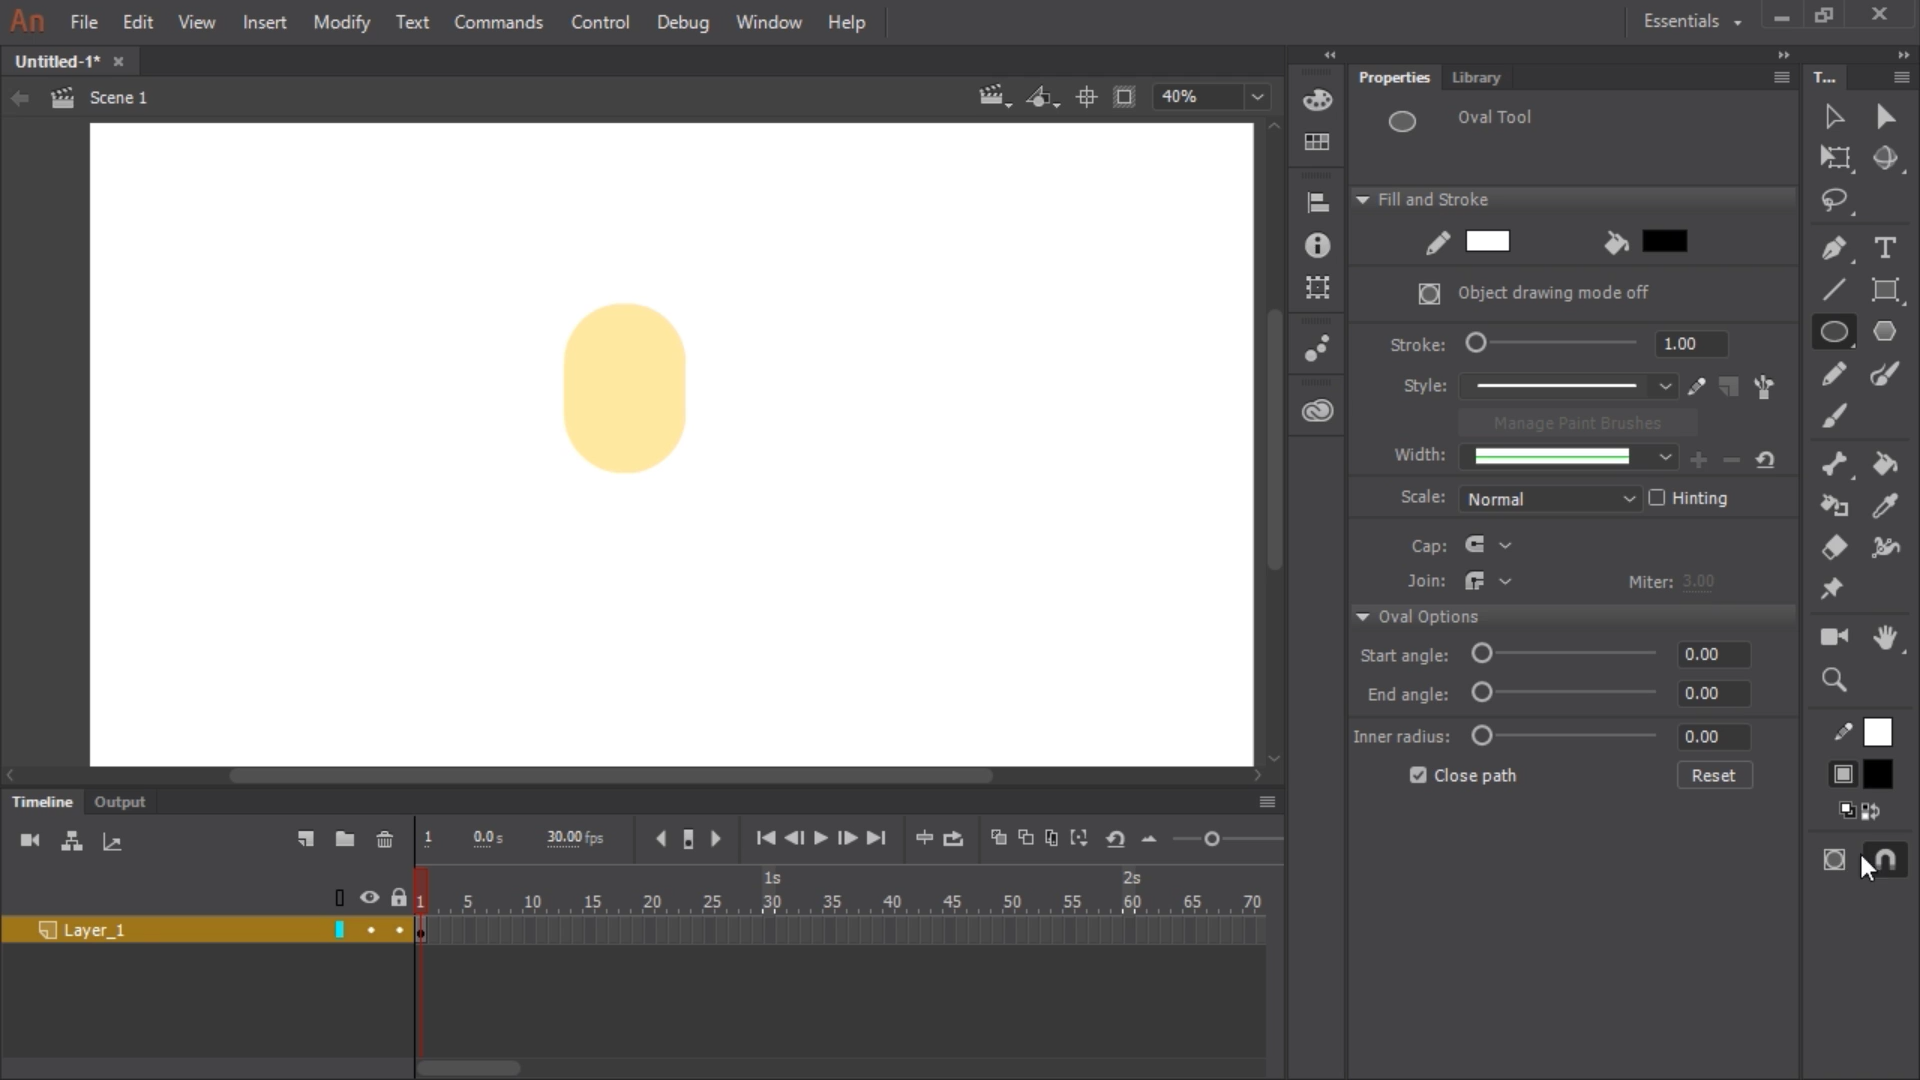 An File Edit View Insert Modify Text Commands Control Debug Window Help Essentials
Untitled-1*
Scene 1 40%
Properties Library T...
Oval Tool
Fill and Stroke
Object drawing mode off
Stroke: 1.00
Style:
Manage Paint Brushes
Width:
Scale: Normal Hinting
Cap:
Join: Miter: 3.00
Oval Options
Start angle: 0.00
End angle: 0.00
Inner radius: 0.00
Close path Reset
Timeline Output
1 0.0 s 30.00 fps
1s 2s
1 5 10 15 20 25 30 35 40 45 50 55 60 65 70
Layer_1